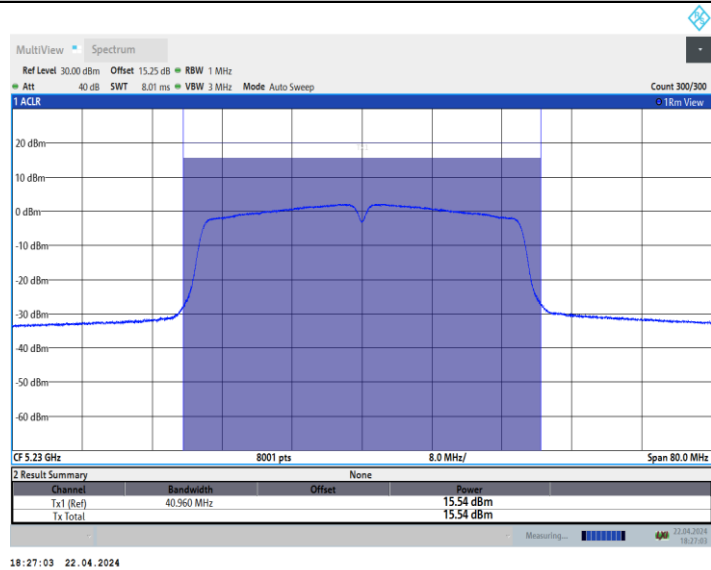 MultiView Spectrum
Ref Level 30.00 dBm Offset 15.25 dB RBW 1 MHz
Att 40 dB SWT 8.01 ms VBW 3 MHz Mode Auto Sweep Count 300/300
1 ACLR 1Rm View
20 dBm
10 dBm
0 dBm
-10 dBm
-20 dBm
-30 dBm
-40 dBm
-50 dBm
-60 dBm
CF 5.23 GHz 8001 pts 8.0 MHz/ Span 80.0 MHz
2 Result Summary None
Channel Bandwidth Offset Power
Tx1 (Ref) 40.960 MHz 15.54 dBm
Tx Total 15.54 dBm
Measuring... 22.04.2024
18:27:03
18:27:03 22.04.2024